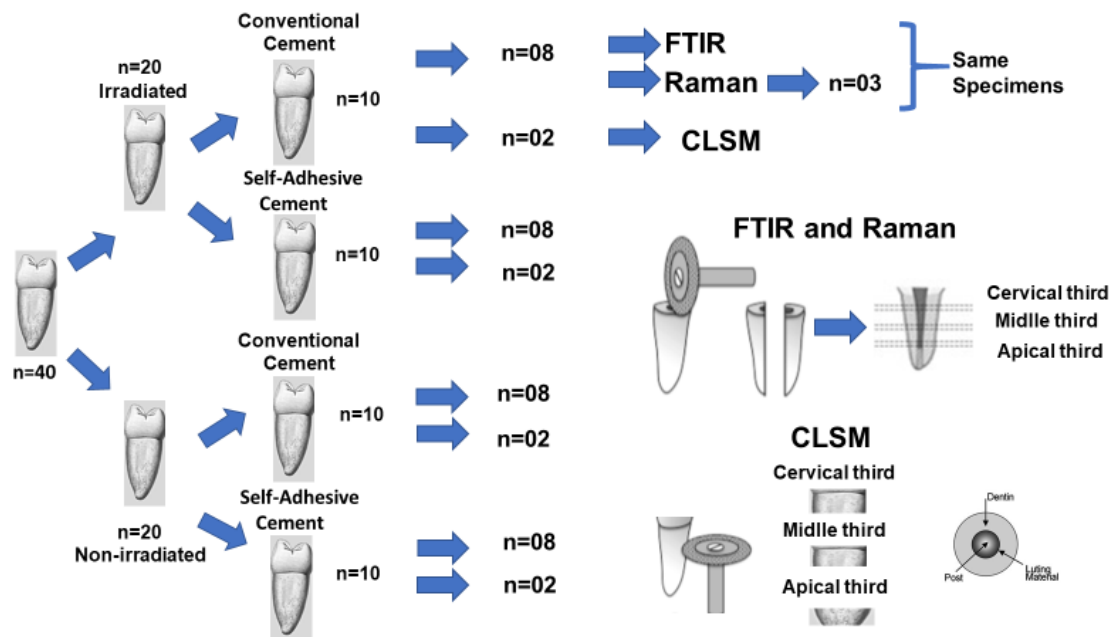 Conventional
Cement
n=20
Irradiated
n=10
n=08
n=02
FTIR
Raman
n=03
Same
Specimens
CLSM
Self-Adhesive
Cement
n=10
n=08
n=02
n=40
Conventional
Cement
n=10
n=08
n=02
n=20
Non-irradiated
Self-Adhesive
Cement
n=10
n=08
n=02
FTIR and Raman
Cervical third
Midlle third
Apical third
CLSM
Cervical third
Midlle third
Apical third
Dentin
Post
Luting
Material